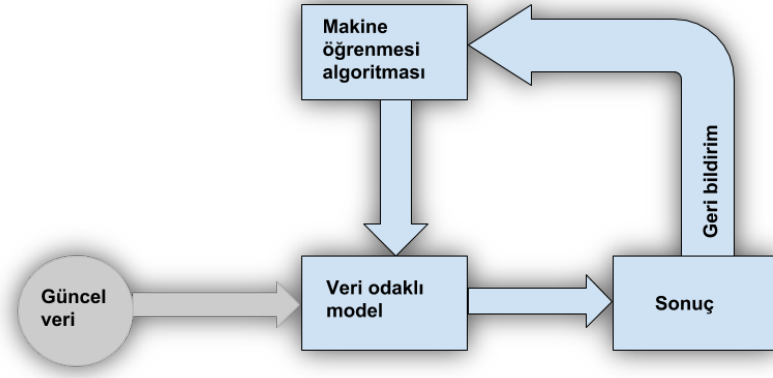 Makine
öğrenmesi
algoritması
Geri bildirim
Güncel
veri
Veri odaklı
model
Sonuç